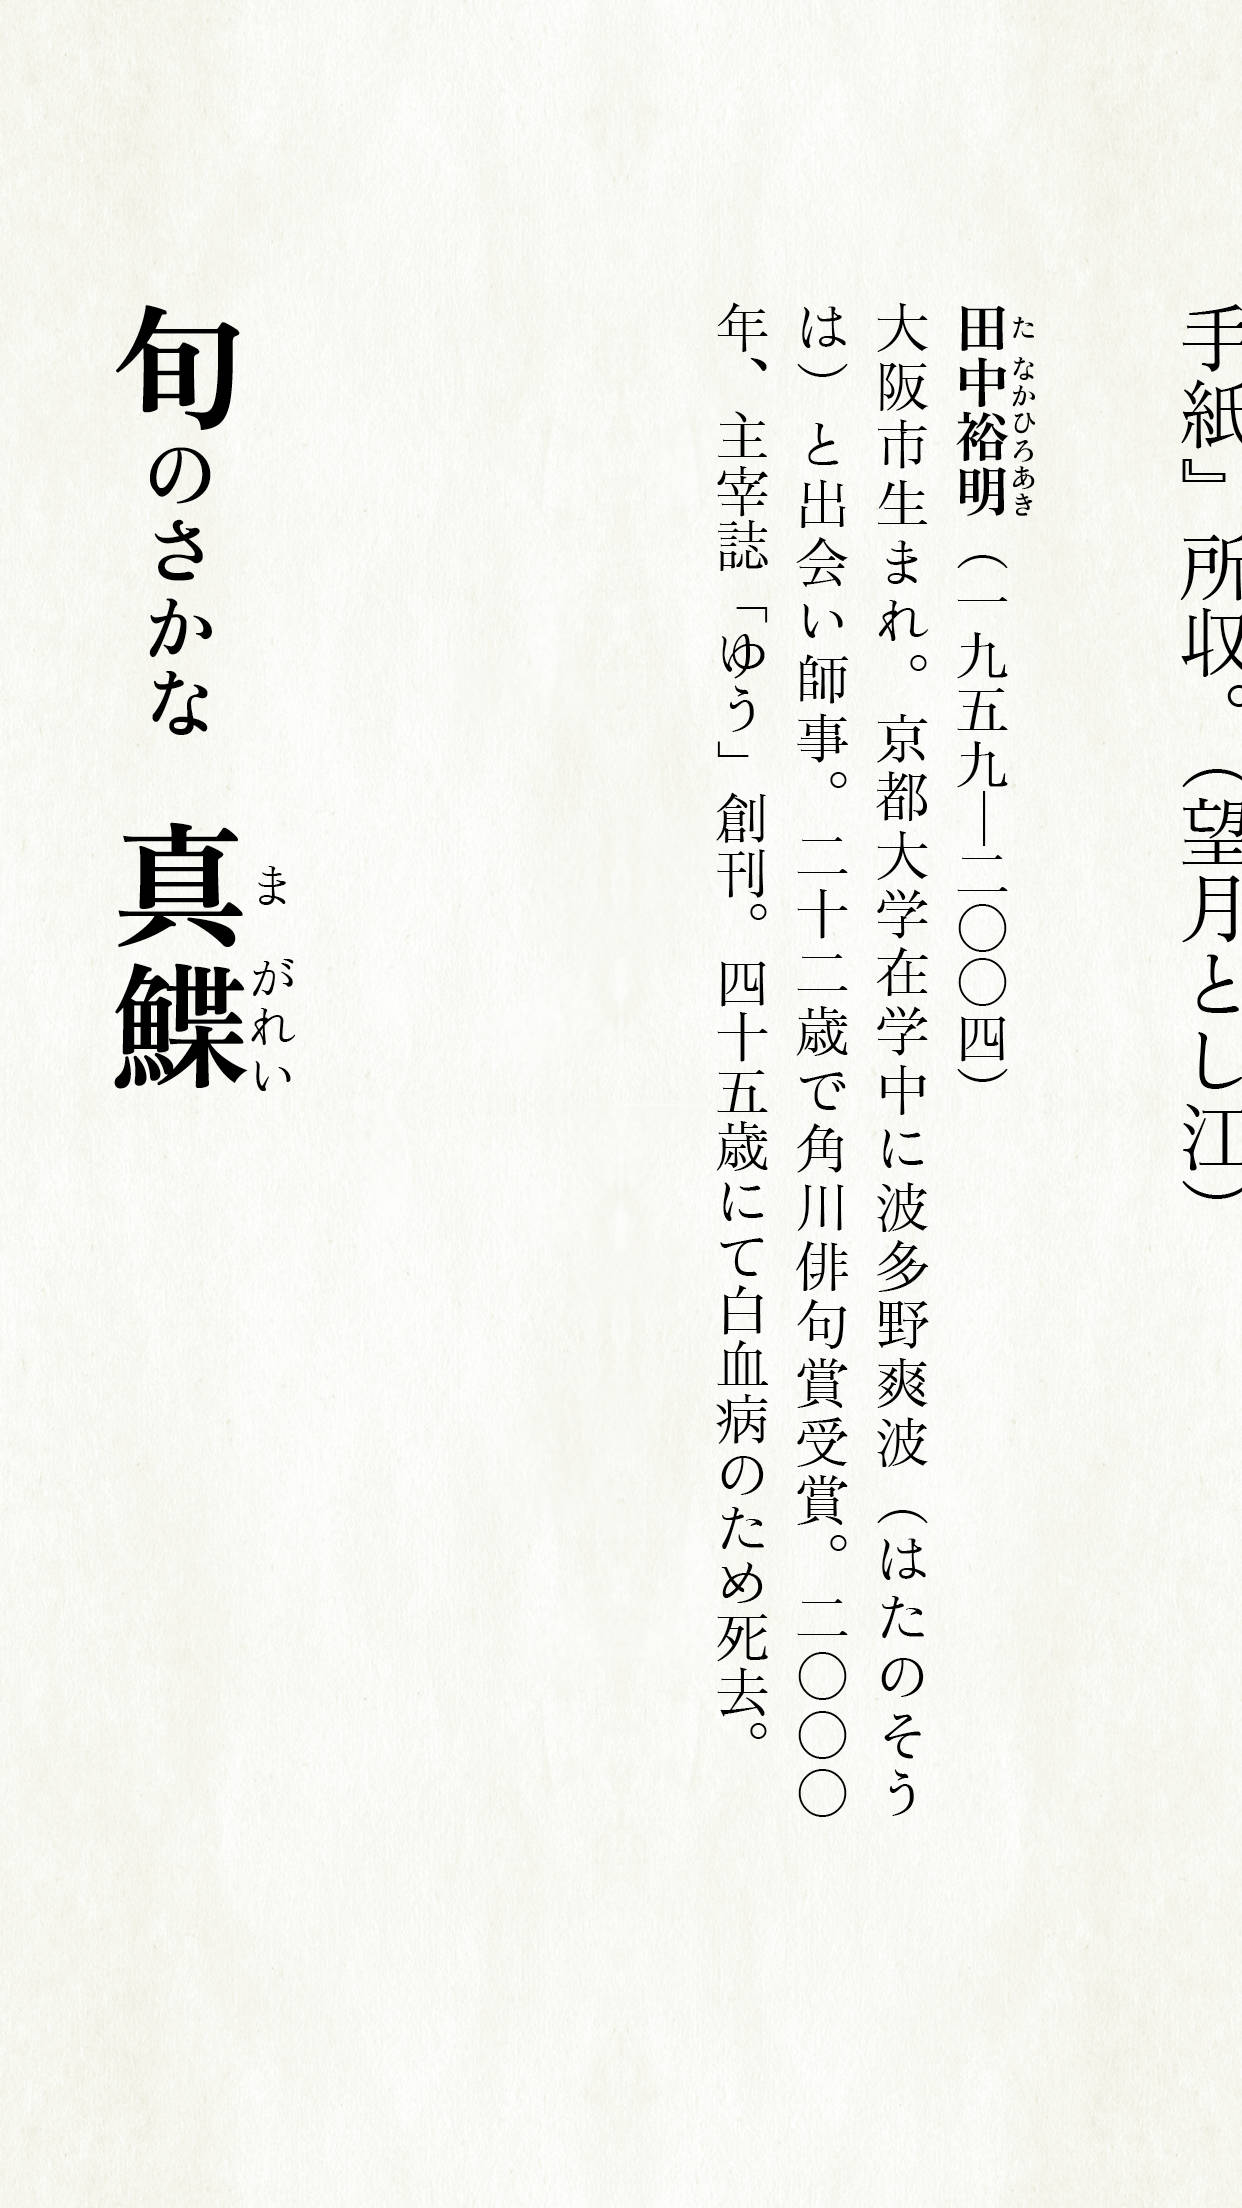 手紙』所収。（望月とし江）
田中裕明（一九五九―二〇〇四）
たなかひろあき
大阪市生まれ。京都大学在学中に波多野爽波（はたのそう
は）と出会い師事。二十二歳で角川俳句賞受賞。二〇〇〇
年、主宰誌「ゆう」創刊。四十五歳にて白血病のため死去。
旬のさかな　真鰈
まがれい